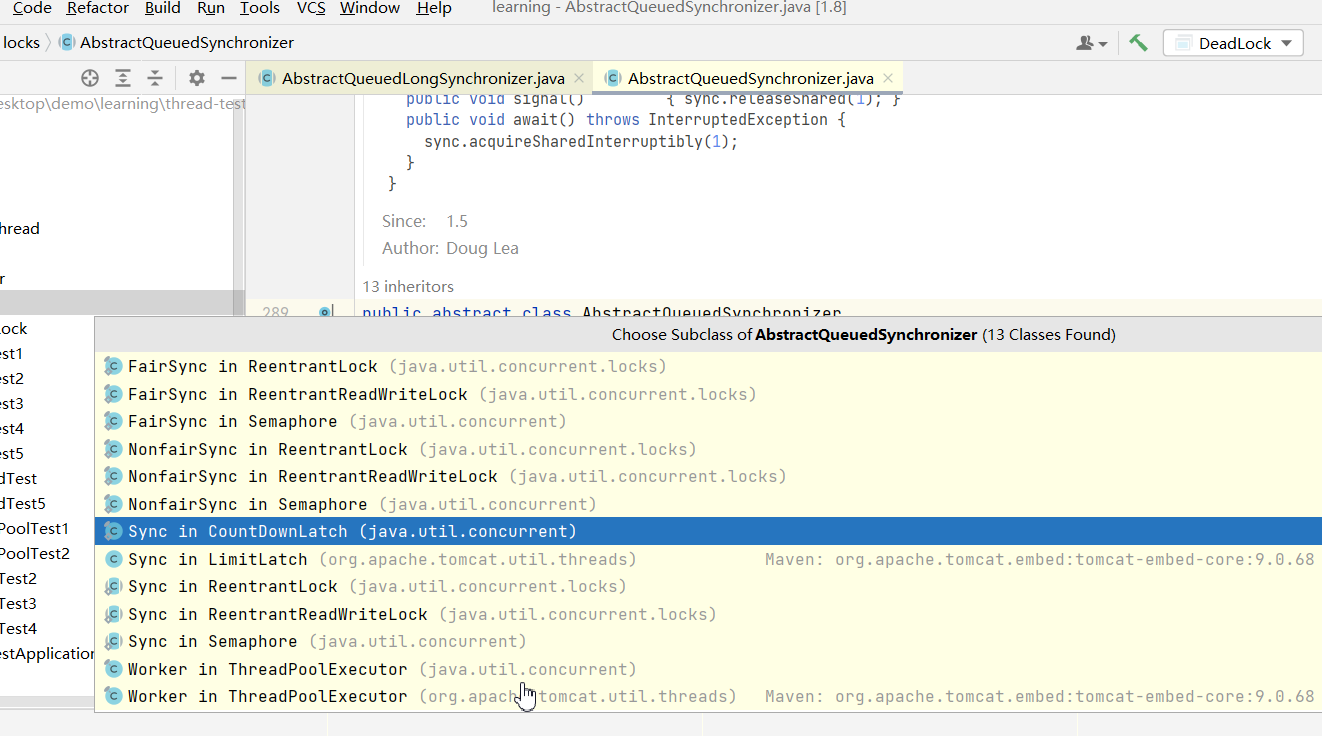 Code Refactor Build Run Tools VCS Window Help learning - AbstractQueuedSynchronizer.java [1.8]
locks AbstractQueuedSynchronizer DeadLock
AbstractQueuedLongSynchronizer.java AbstractQueuedSynchronizer.java
esktop\demo\learning\thread-test
public void signal() { sync.releaseShared(1); }
public void await() throws InterruptedException {
sync.acquireSharedInterruptibly(1);
}
}
Since: 1.5
hread
Author: Doug Lea
r
13 inheritors
289 public abstract class AbstractQueuedSynchronizer
ock
est1
est2
est3
est4
est5
dTest
dTest5
PoolTest1
PoolTest2
Test2
Test3
Test4
estApplication
Choose Subclass of AbstractQueuedSynchronizer (13 Classes Found)
FairSync in ReentrantLock (java.util.concurrent.locks)
FairSync in ReentrantReadWriteLock (java.util.concurrent.locks)
FairSync in Semaphore (java.util.concurrent)
NonfairSync in ReentrantLock (java.util.concurrent.locks)
NonfairSync in ReentrantReadWriteLock (java.util.concurrent.locks)
NonfairSync in Semaphore (java.util.concurrent)
Sync in CountDownLatch (java.util.concurrent)
Sync in LimitLatch (org.apache.tomcat.util.threads) Maven: org.apache.tomcat.embed:tomcat-embed-core:9.0.68
Sync in ReentrantLock (java.util.concurrent.locks)
Sync in ReentrantReadWriteLock (java.util.concurrent.locks)
Sync in Semaphore (java.util.concurrent)
Worker in ThreadPoolExecutor (java.util.concurrent)
Worker in ThreadPoolExecutor (org.apache.tomcat.util.threads) Maven: org.apache.tomcat.embed:tomcat-embed-core:9.0.68